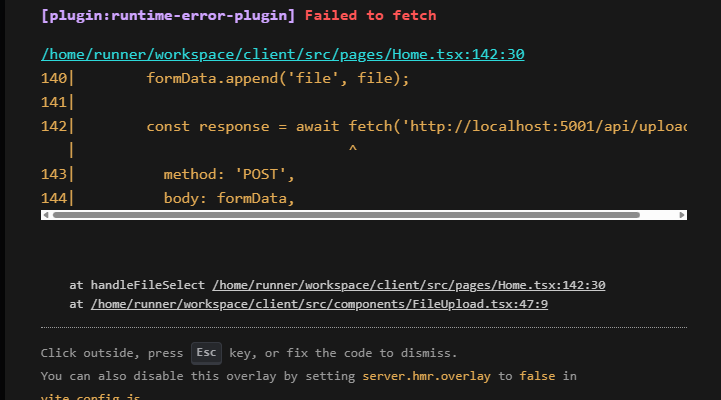 [plugin:runtime-error-plugin] Failed to fetch
/home/runner/workspace/client/src/pages/Home.tsx:142:30
140|        formData.append('file', file);
141|
142|        const response = await fetch('http://localhost:5001/api/uploac
   |                               ^
143|          method: 'POST',
144|          body: formData,
at handleFileSelect /home/runner/workspace/client/src/pages/Home.tsx:142:30
at /home/runner/workspace/client/src/components/FileUpload.tsx:47:9
Click outside, press Esc key, or fix the code to dismiss.
You can also disable this overlay by setting server.hmr.overlay to false in
vite.config.js